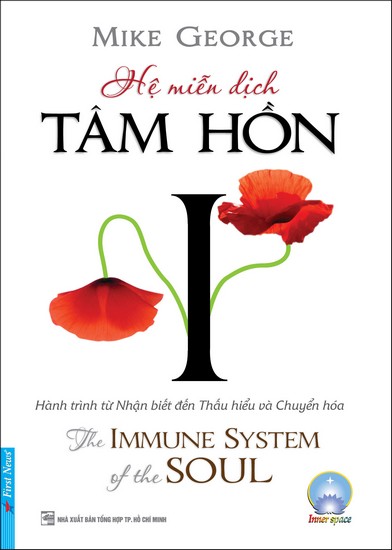 MIKE GEORGE
Hệ miễn dịch
TÂM HỒN
I
Hành trình từ Nhận biết đến Thấu hiểu và Chuyển hóa
The IMMUNE SYSTEM
of the SOUL
First News
NHÀ XUẤT BẢN TỔNG HỢP TP. HỒ CHÍ MINH
Inner space